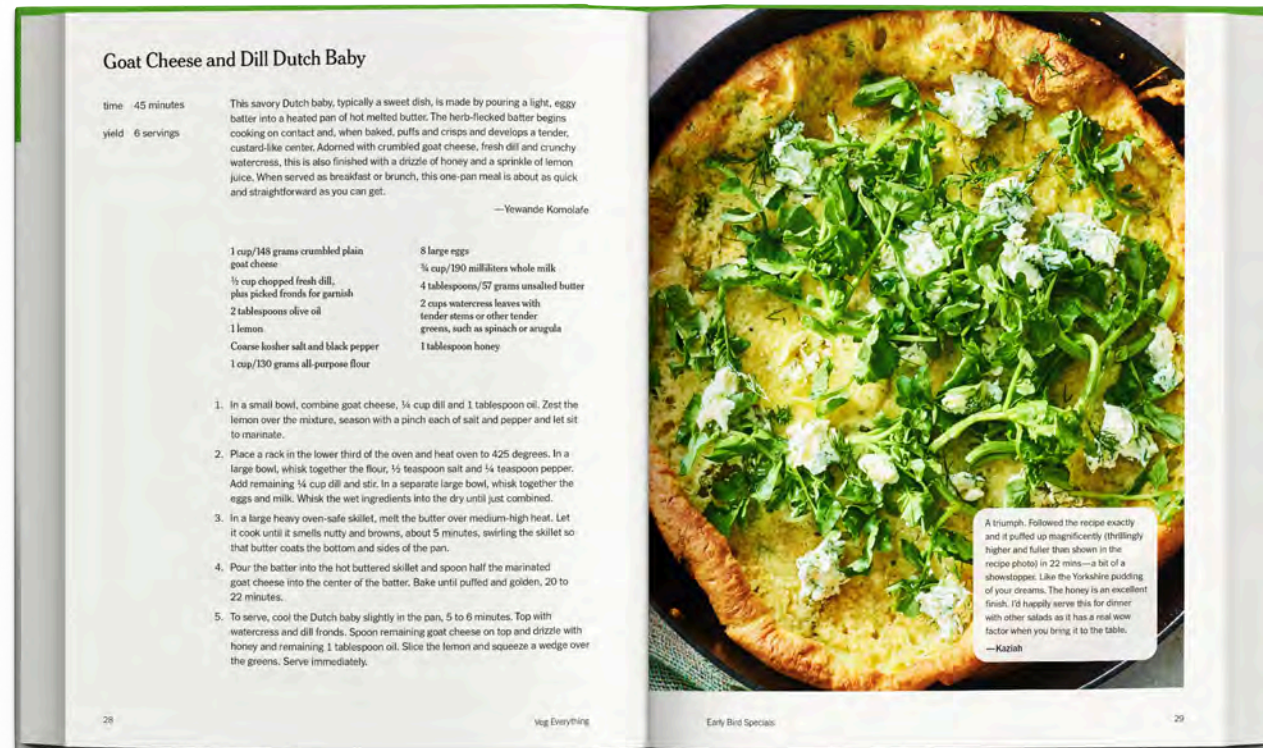 Goat Cheese and Dill Dutch Baby
time 45 minutes
yield 6 servings
This savory Dutch baby, typically a sweet dish, is made by pouring a light, eggy
batter into a heated pan of hot melted butter. The herb-flecked batter begins
cooking on contact and, when baked, puffs and crisps and develops a tender,
custard-like center. Adorned with crumbled goat cheese, fresh dill and crunchy
watercress, this is also finished with a drizzle of honey and a sprinkle of lemon
juice. When served as breakfast or brunch, this one-pan meal is about as quick
and straightforward as you can get.
—Yewande Komolafe
1 cup/148 grams crumbled plain
goat cheese
½ cup chopped fresh dill,
plus picked fronds for garnish
2 tablespoons olive oil
1 lemon
Coarse kosher salt and black pepper
1 cup/130 grams all-purpose flour
8 large eggs
¾ cup/190 milliliters whole milk
4 tablespoons/57 grams unsalted butter
2 cups watercress leaves with
tender stems or other tender
greens, such as spinach or arugula
1 tablespoon honey
1. In a small bowl, combine goat cheese, ¼ cup dill and 1 tablespoon oil. Zest the
lemon over the mixture, season with a pinch each of salt and pepper and let sit
to marinate.
2. Place a rack in the lower third of the oven and heat oven to 425 degrees. In a
large bowl, whisk together the flour, ½ teaspoon salt and ¼ teaspoon pepper.
Add remaining ¼ cup dill and stir. In a separate large bowl, whisk together the
eggs and milk. Whisk the wet ingredients into the dry until just combined.
3. In a large heavy oven-safe skillet, melt the butter over medium-high heat. Let
it cook until it smells nutty and browns, about 5 minutes, swirling the skillet so
that butter coats the bottom and sides of the pan.
4. Pour the batter into the hot buttered skillet and spoon half the marinated
goat cheese into the center of the batter. Bake until puffed and golden, 20 to
22 minutes.
5. To serve, cool the Dutch baby slightly in the pan, 5 to 6 minutes. Top with
watercress and dill fronds. Spoon remaining goat cheese on top and drizzle with
honey and remaining 1 tablespoon oil. Slice the lemon and squeeze a wedge over
the greens. Serve immediately.
28
Veg Everything
A triumph. Followed the recipe exactly
and it puffed up magnificently (thrillingly
higher and fuller than shown in the
recipe photo) in 22 mins—a bit of a
showstopper. Like the Yorkshire pudding
of your dreams. The honey is an excellent
finish. I'd happily serve this for dinner
with other salads as it has a real wow
factor when you bring it to the table.
—Kaziah
Early Bird Specials
29